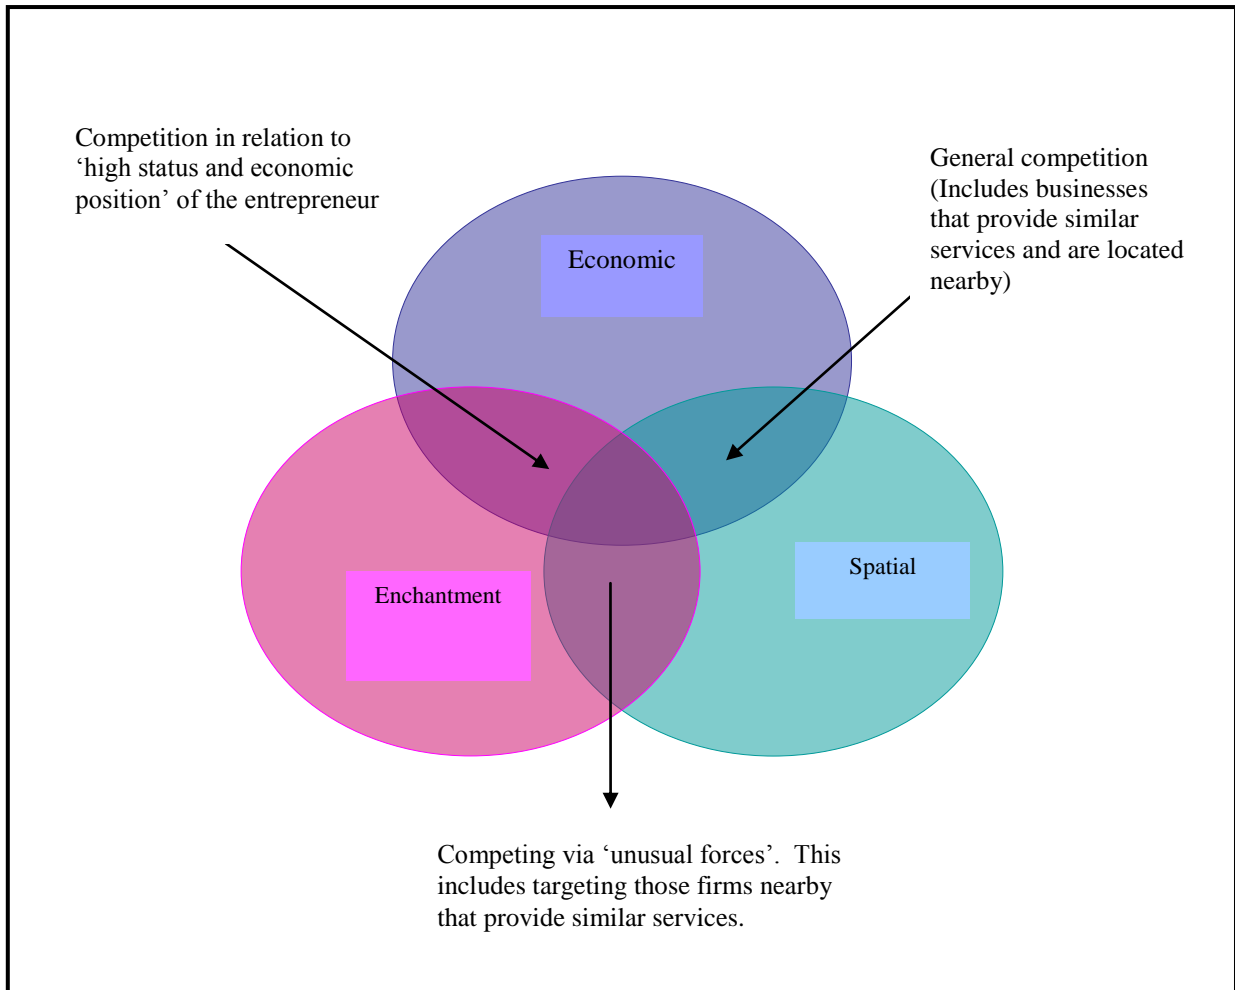 Competition in relation to
‘high status and economic
position’ of the entrepreneur
General competition
(Includes businesses
that provide similar
services and are located
nearby)
Economic
Spatial
Enchantment
Competing via ‘unusual forces’.  This
includes targeting those firms nearby
that provide similar services.